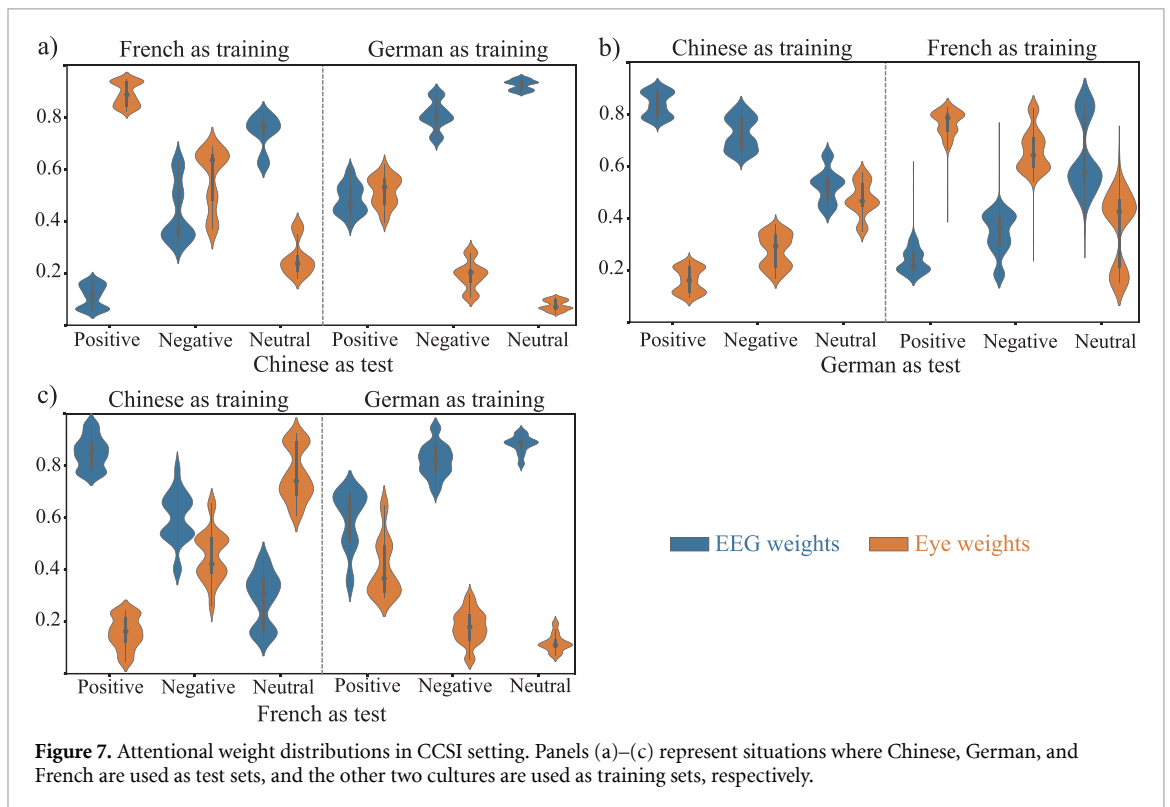 a)
French as training German as training
0.8
0.6
0.4
0.2
Positive Negative Neutral Positive Negative Neutral
Chinese as test
b)
Chinese as training French as training
0.8
0.6
0.4
0.2
Positive Negative Neutral Positive Negative Neutral
German as test
c)
Chinese as training German as training
0.8
0.6
0.4
0.2
Positive Negative Neutral Positive Negative Neutral
French as test
EEG weights Eye weights
Figure 7. Attentional weight distributions in CCSI setting. Panels (a)–(c) represent situations where Chinese, German, and
French are used as test sets, and the other two cultures are used as training sets, respectively.